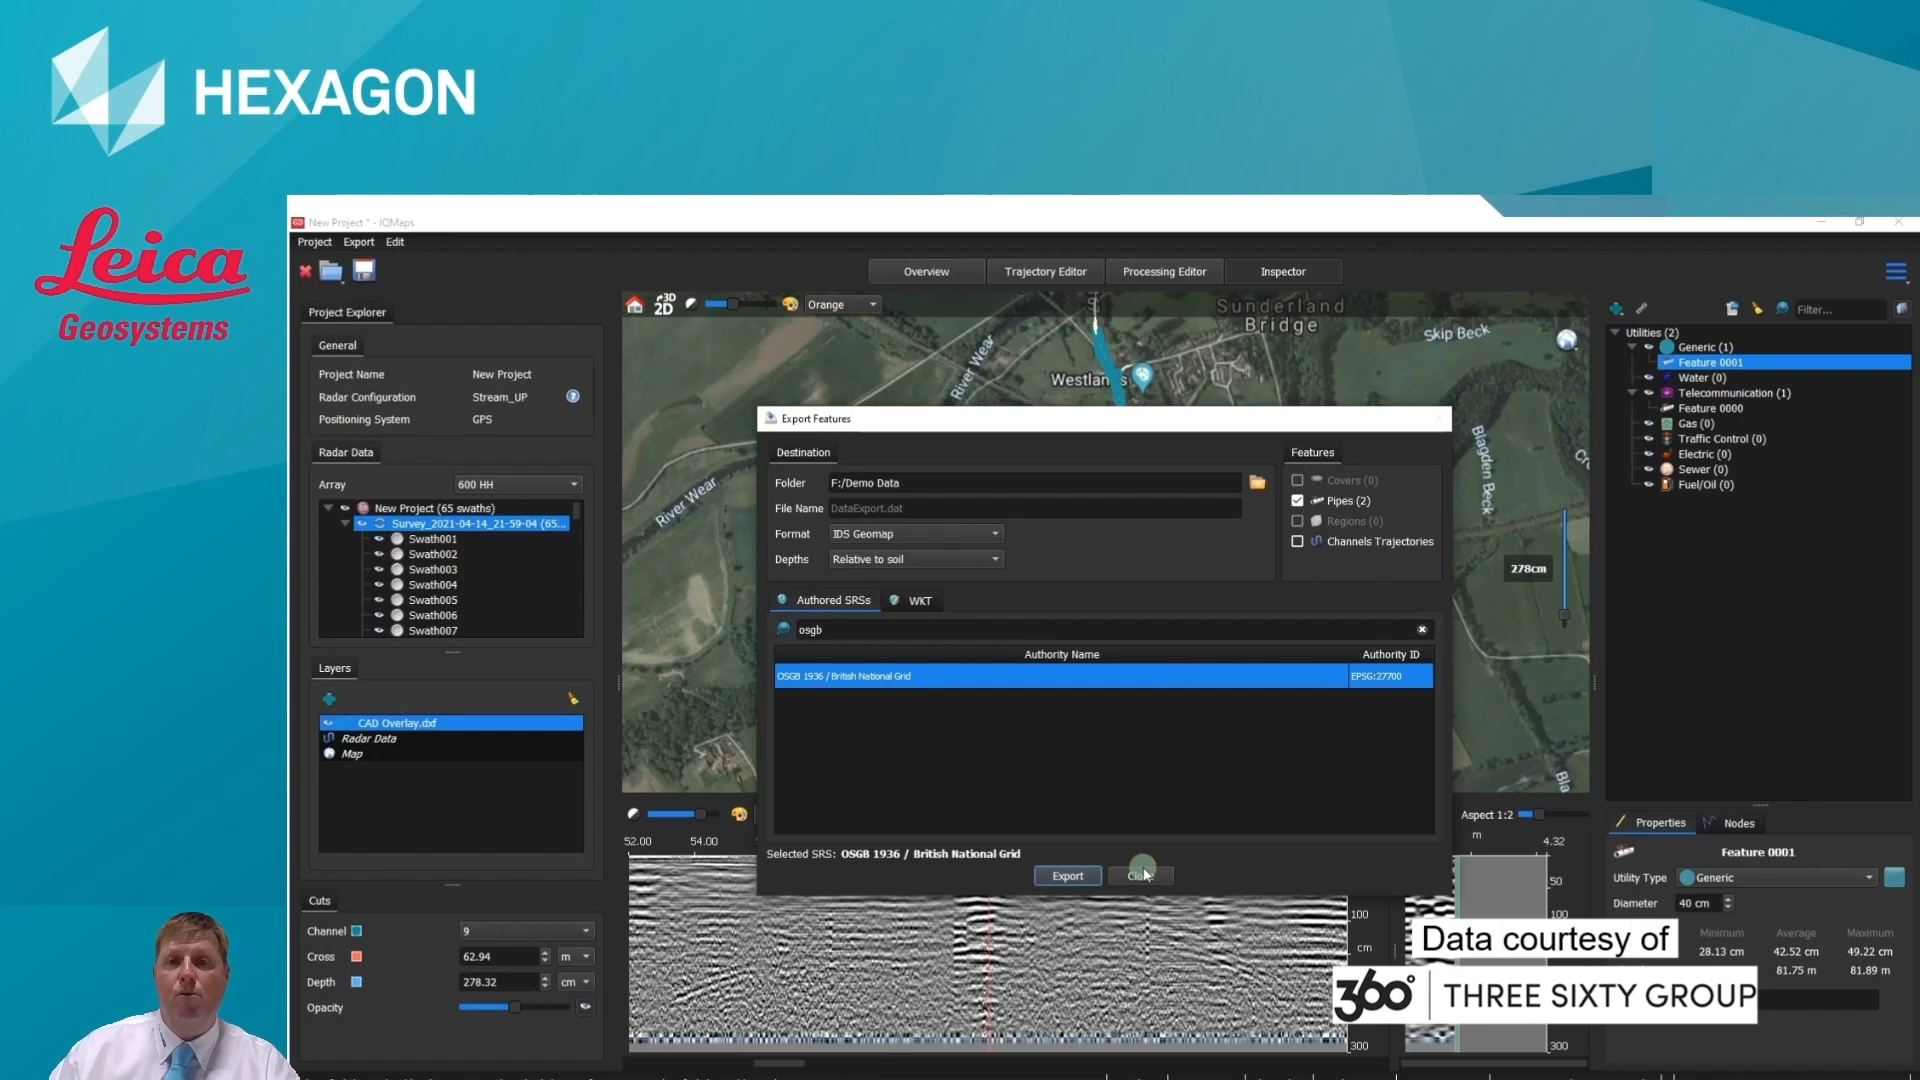 HEXAGON
Leica
Geosystems
New Project * - IQMaps
Project Export Edit
Overview Trajectory Editor Processing Editor Inspector
Project Explorer
General
Project Name New Project
Radar Configuration Stream_UP
Positioning System GPS
Radar Data
Array 600 HH
New Project (65 swaths)
Survey_2021-04-14_21-59-04 (65...
Swath001
Swath002
Swath003
Swath004
Swath005
Swath006
Swath007
Layers
CAD Overlay.dxf
Radar Data
Map
Cuts
Channel 9
Cross 62.94 m
Depth 278.32 cm
Opacity
3D
2D
Orange
Sunderland
Bridge
Skip Beck
River Wear
Westlands
River Wear
Blagden Beck
278cm
Export Features
Destination
Folder F:/Demo Data
File Name DataExport.dat
Format IDS Geomap
Depths Relative to soil
Features
Covers (0)
Pipes (2)
Regions (0)
Channels Trajectories
Authored SRSs WKT
osgb
Authority Name Authority ID
OSGB 1936 / British National Grid EPSG:27700
Selected SRS: OSGB 1936 / British National Grid
Export Close
52.00 54.00
100
cm
300
Aspect 1:2
m 4.32
50
100
300
Filter...
Utilities (2)
Generic (1)
Feature 0001
Water (0)
Telecommunication (1)
Feature 0000
Gas (0)
Traffic Control (0)
Electric (0)
Sewer (0)
Fuel/Oil (0)
Properties Nodes
Feature 0001
Utility Type Generic
Diameter 40 cm
Minimum Average Maximum
28.13 cm 42.52 cm 49.22 cm
81.75 m 81.89 m
Data courtesy of
360° THREE SIXTY GROUP